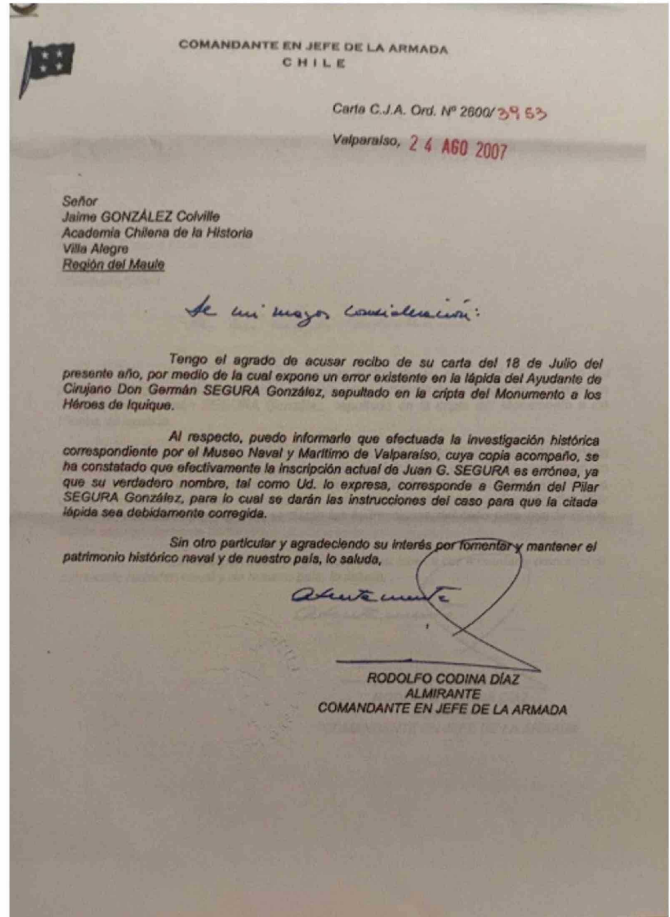 COMANDANTE EN JEFE DE LA ARMADA
CHILE
Carta C.J.A. Ord. Nº 2600/3953
Valparaíso, 24 AGO 2007
Señor
Jaime GONZÁLEZ Colville
Academia Chilena de la Historia
Villa Alegre
Región del Maule
De mi mayor consideración:
Tengo el agrado de acusar recibo de su carta del 18 de Julio del
presente año, por medio de la cual expone un error existente en la lápida del Ayudante de
Cirujano Don Germán SEGURA González, sepultado en la cripta del Monumento a los
Héroes de Iquique.
Al respecto, puedo informarle que efectuada la investigación histórica
correspondiente por el Museo Naval y Marítimo de Valparaíso, cuya copia acompaño, se
ha constatado que efectivamente la inscripción actual de Juan G. SEGURA es errónea, ya
que su verdadero nombre, tal como Ud. lo expresa, corresponde a Germán del Pilar
SEGURA González, para lo cual se darán las instrucciones del caso para que la citada
lápida sea debidamente corregida.
Sin otro particular y agradeciendo su interés por fomentar y mantener el
patrimonio histórico naval y de nuestro país, lo saluda,
atentamente
RODOLFO CODINA DÍAZ
ALMIRANTE
COMANDANTE EN JEFE DE LA ARMADA